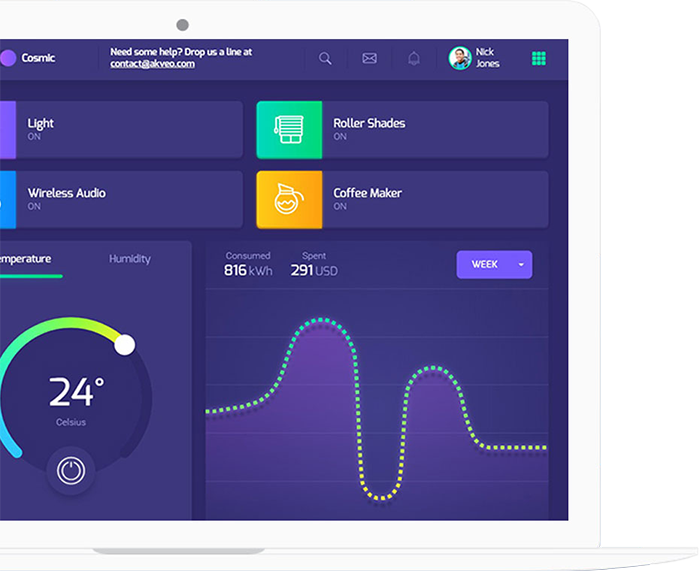 Cosmic
Need some help? Drop us a line at
contact@akveo.com
Nick
Jones
Light
ON
Roller Shades
ON
Wireless Audio
ON
Coffee Maker
ON
emperature
Humidity
Consumed
816 kWh
Spent
291 USD
WEEK
24°
Celsius